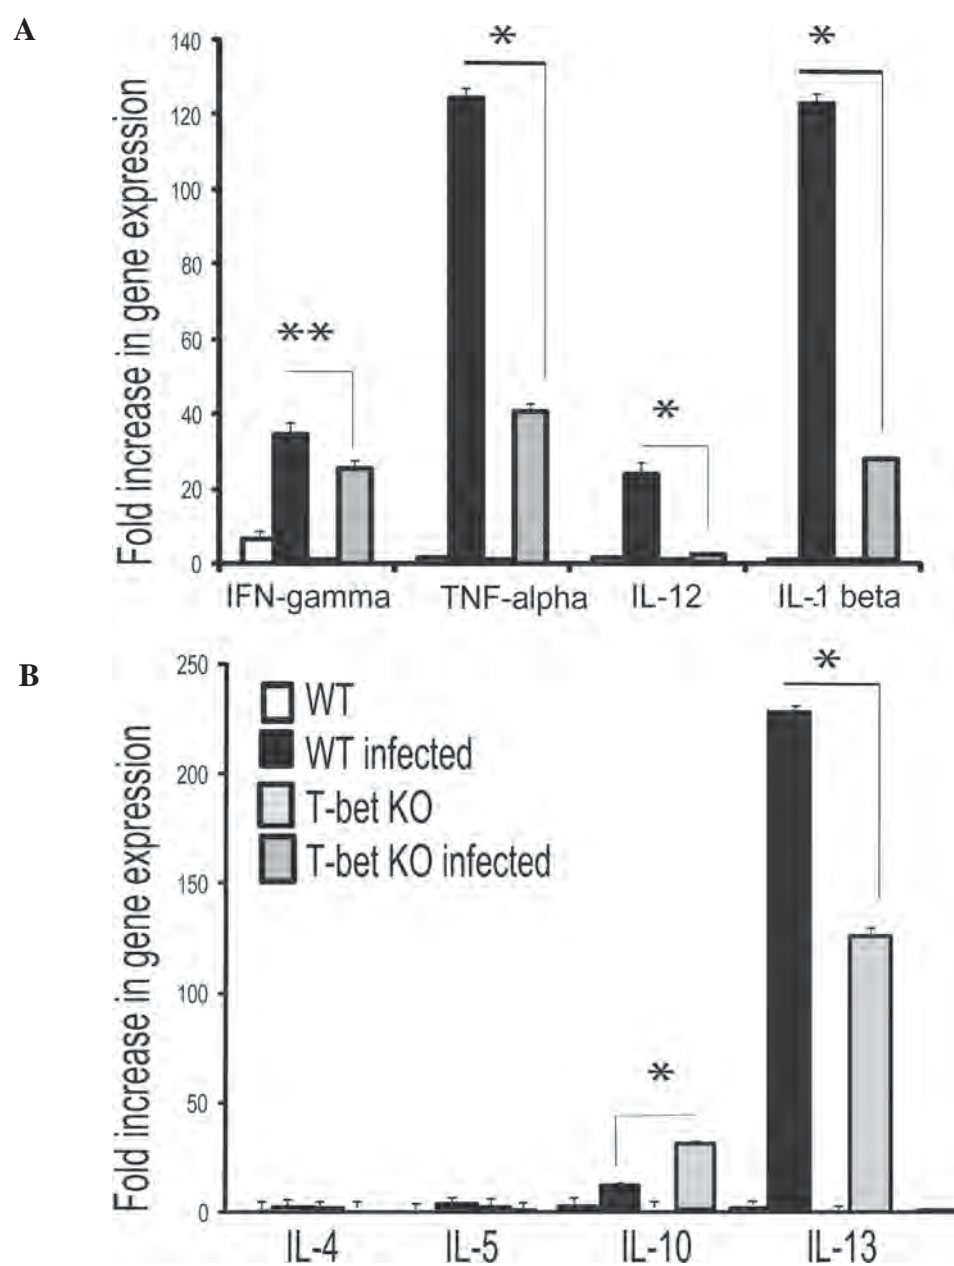 A
Fold increase in gene expression
140
120
100
80
60
40
20
0
*
*
**
*
IFN-gamma TNF-alpha IL-12 IL-1 beta
B
Fold increase in gene expression
250
200
150
100
50
0
WT
WT infected
T-bet KO
T-bet KO infected
*
*
IL-4 IL-5 IL-10 IL-13